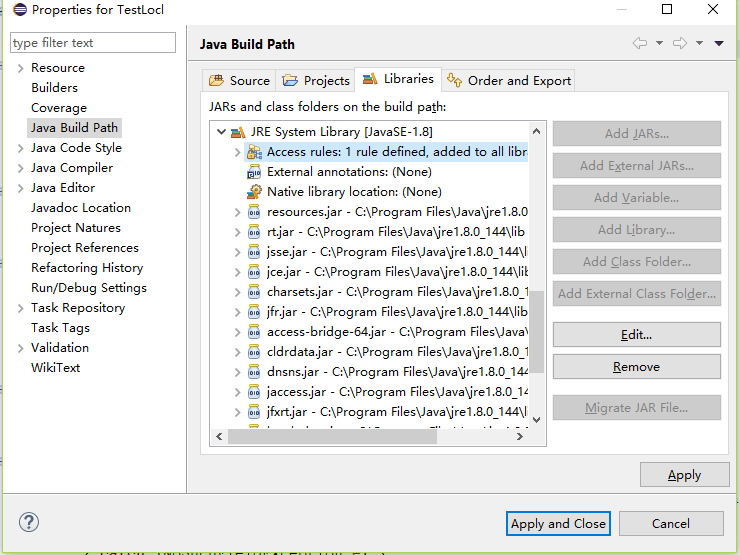 Properties for TestLocl
type filter text
Resource
Builders
Coverage
Java Build Path
Java Code Style
Java Compiler
Java Editor
Javadoc Location
Project Natures
Project References
Refactoring History
Run/Debug Settings
Task Repository
Task Tags
Validation
WikiText
Java Build Path
Source
Projects
Libraries
Order and Export
JARs and class folders on the build path:
JRE System Library [JavaSE-1.8]
Access rules: 1 rule defined, added to all libr
External annotations: (None)
Native library location: (None)
resources.jar - C:\Program Files\Java\jre1.8.0
rt.jar - C:\Program Files\Java\jre1.8.0_144\lib
jsse.jar - C:\Program Files\Java\jre1.8.0_144\
jce.jar - C:\Program Files\Java\jre1.8.0_144\lib
charsets.jar - C:\Program Files\Java\jre1.8.0_1
jfr.jar - C:\Program Files\Java\jre1.8.0_144\lib
access-bridge-64.jar - C:\Program Files\Java\
cldrdata.jar - C:\Program Files\Java\jre1.8.0_1
dnsns.jar - C:\Program Files\Java\jre1.8.0_144
jaccess.jar - C:\Program Files\Java\jre1.8.0_14
jfxrt.jar - C:\Program Files\Java\jre1.8.0_144\l
Add JARs...
Add External JARs...
Add Variable...
Add Library...
Add Class Folder...
Add External Class Folder...
Edit...
Remove
Migrate JAR File...
Apply
Apply and Close
Cancel